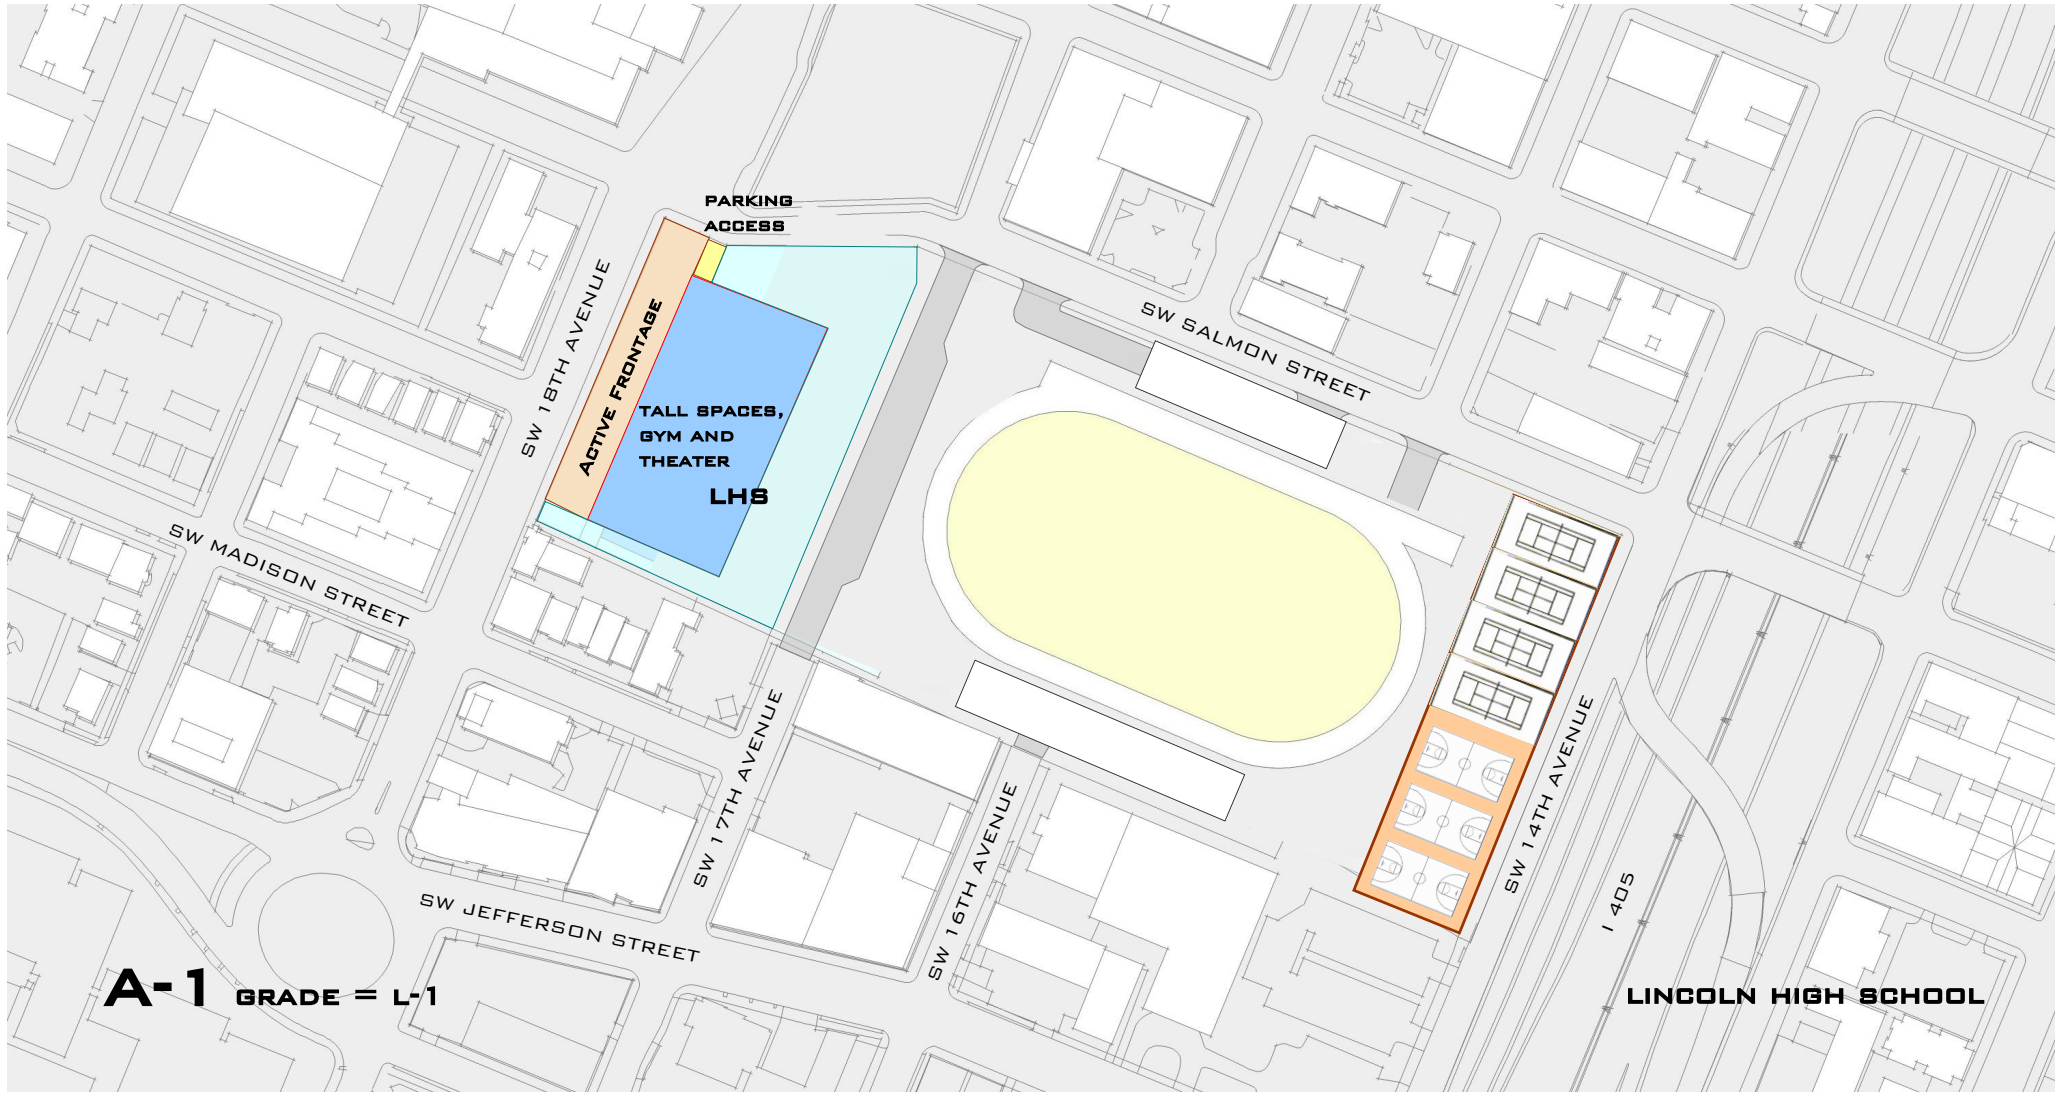 PARKING
ACCESS
SW 18TH AVENUE
ACTIVE FRONTAGE
SW SALMON STREET
TALL SPACES,
GYM AND
THEATER
LHS
SW MADISON STREET
SW 17TH AVENUE
SW 14TH AVENUE
SW 16TH AVENUE
I 405
SW JEFFERSON STREET
A-1 GRADE = L-1
LINCOLN HIGH SCHOOL